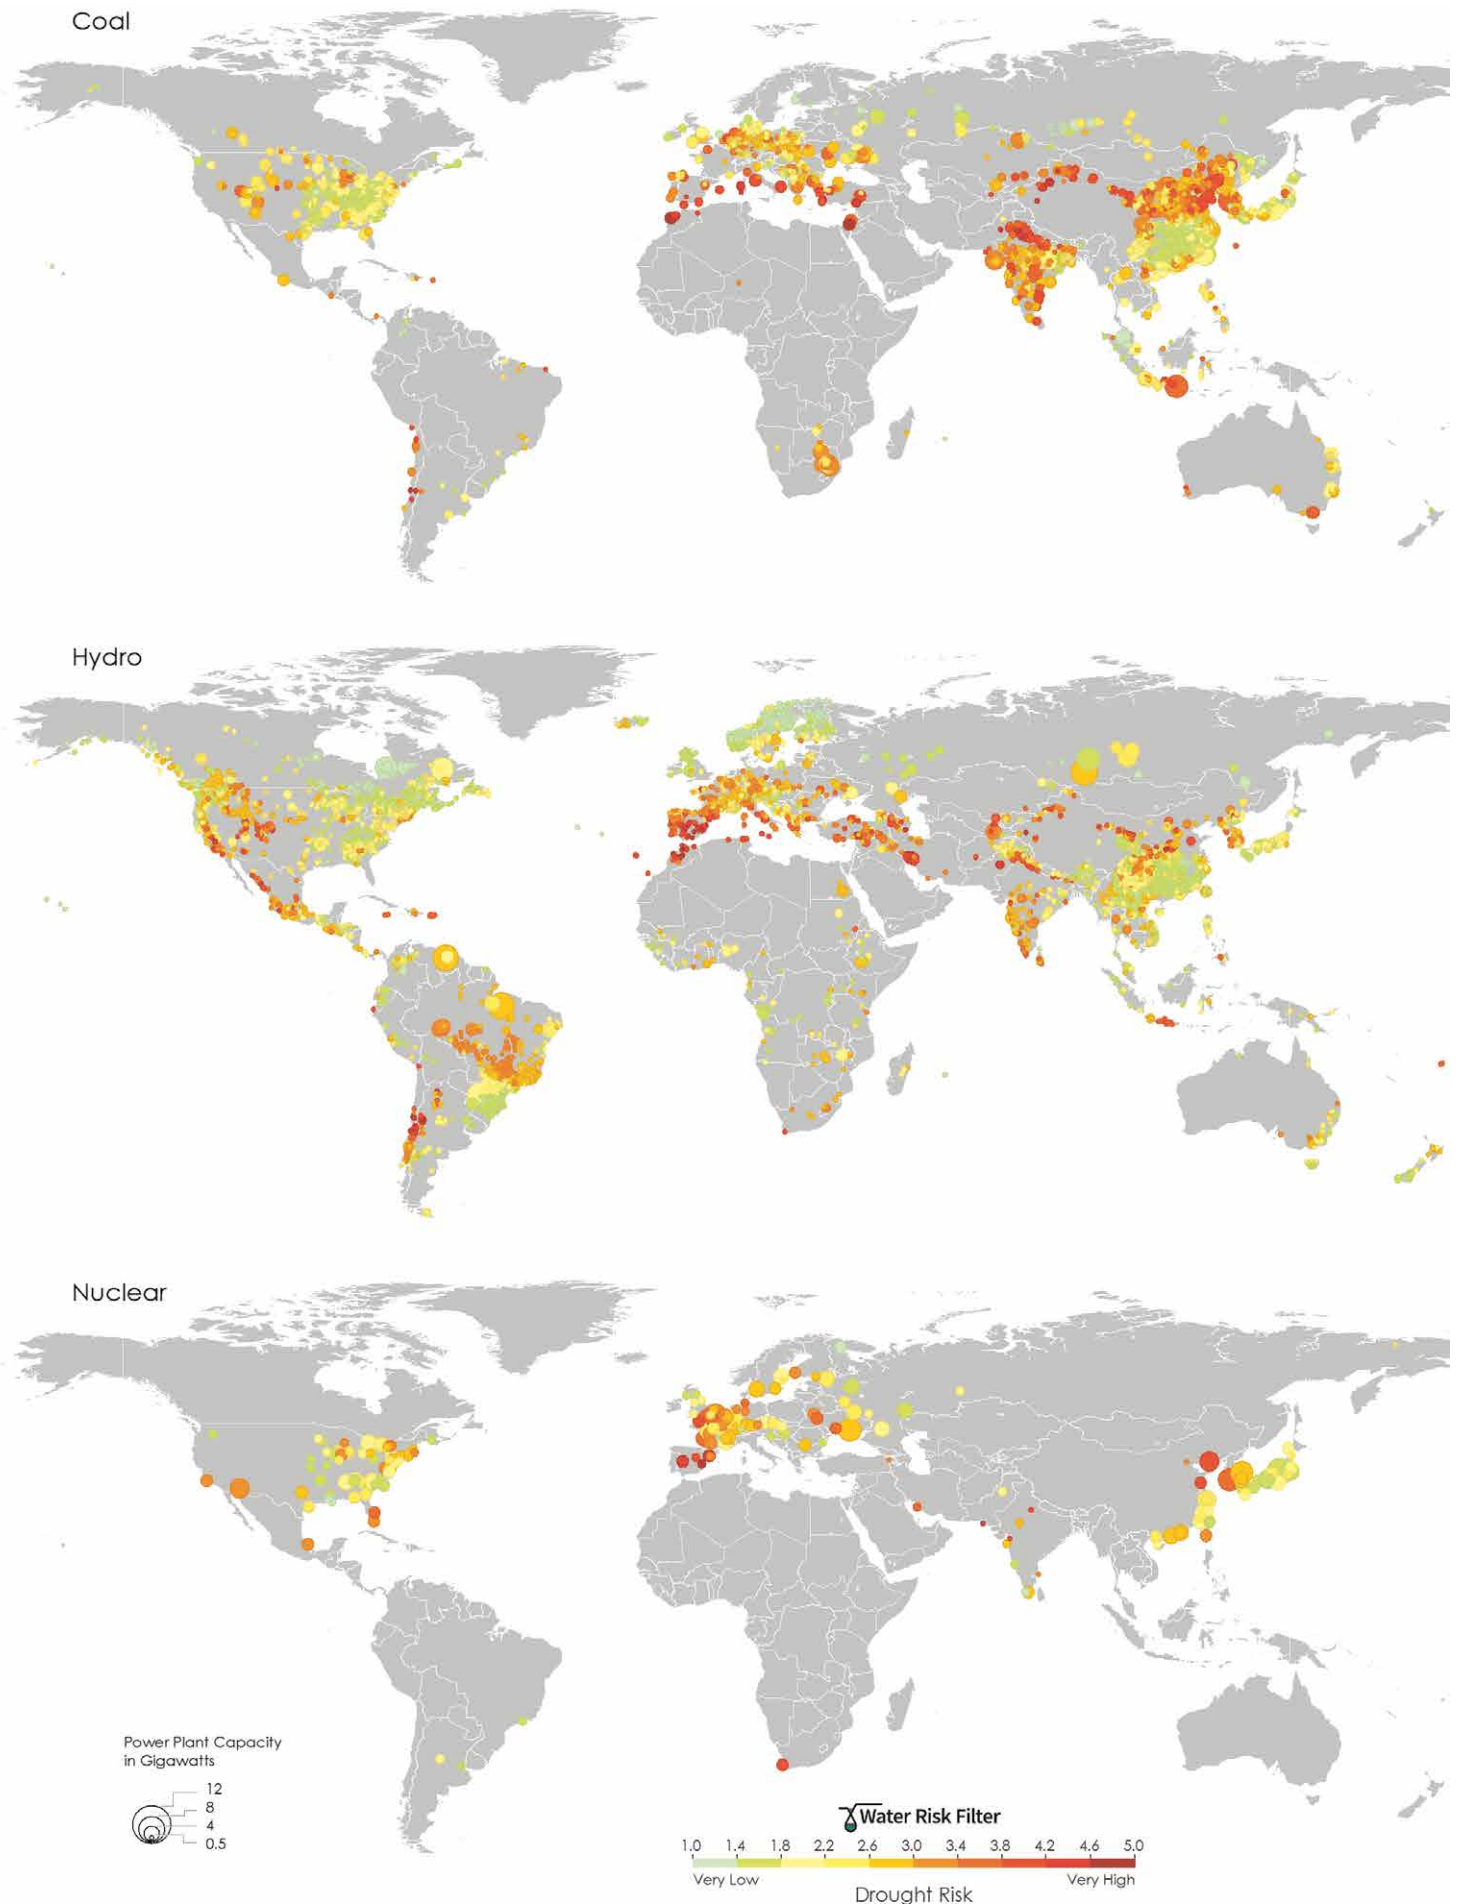 Coal
Hydro
Nuclear
Power Plant Capacity
in Gigawatts
12
8
4
0.5
Water Risk Filter
1.0 1.4 1.8 2.2 2.6 3.0 3.4 3.8 4.2 4.6 5.0
Very Low Very High
Drought Risk